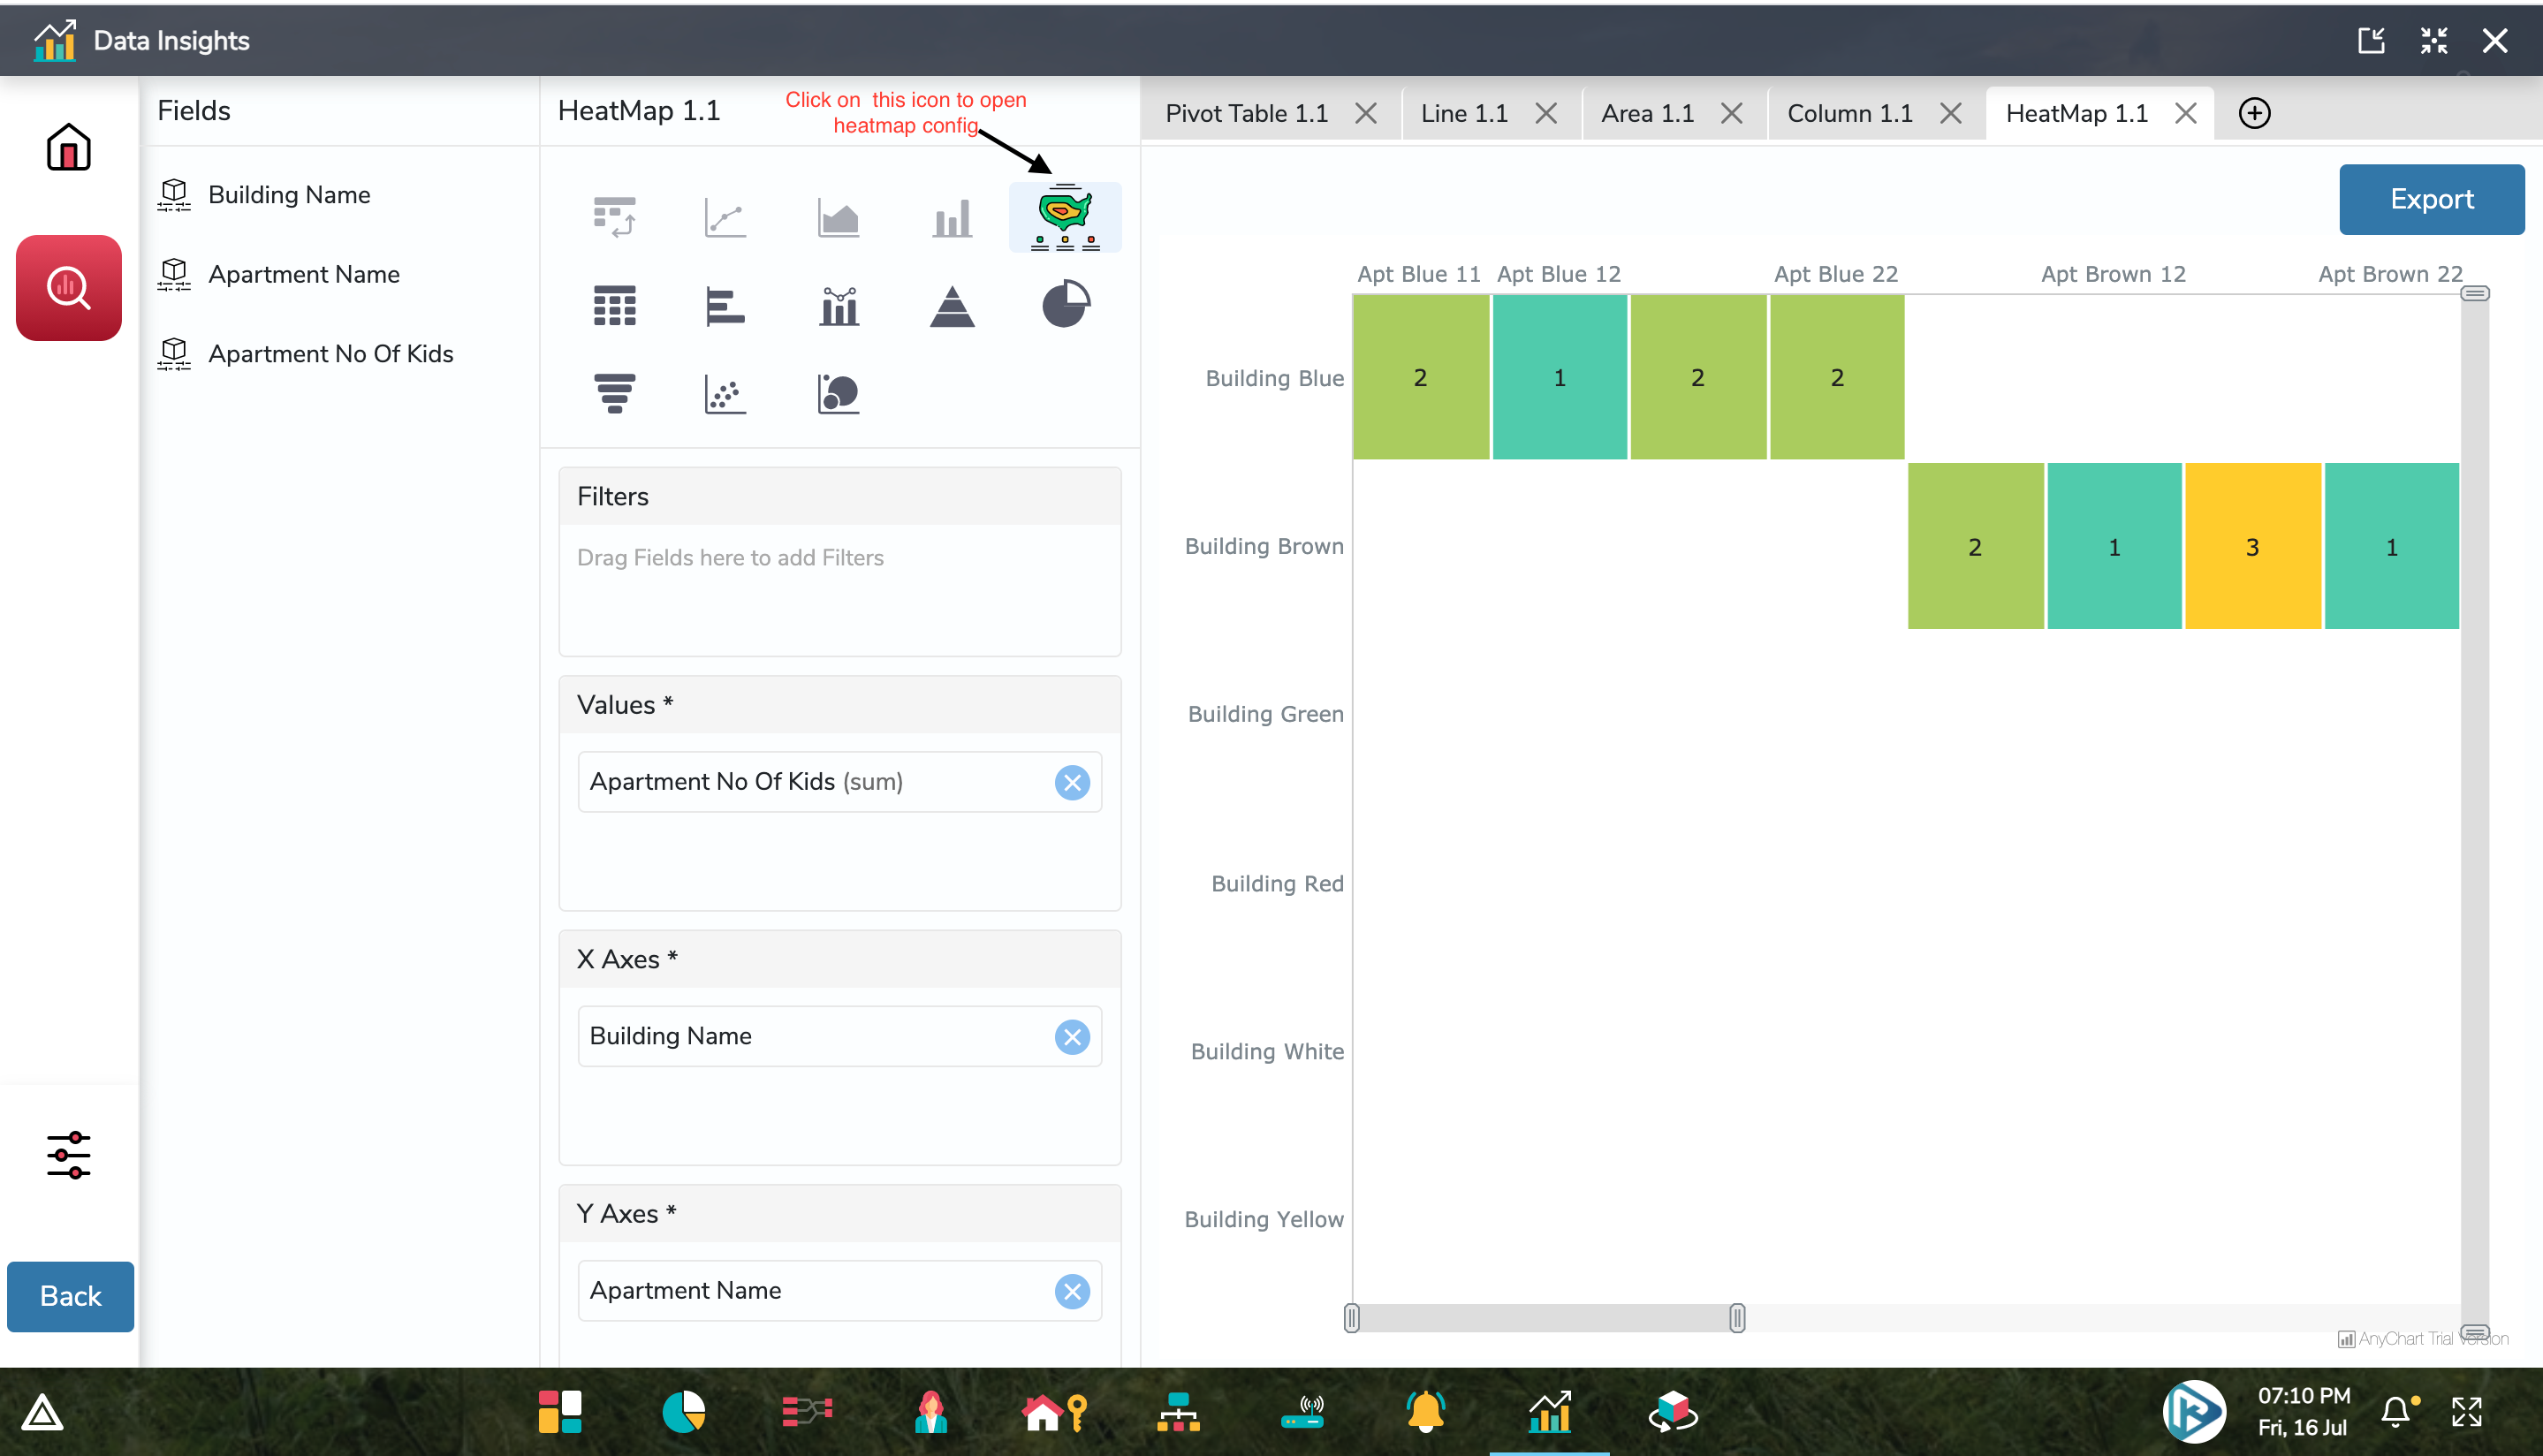 Data Insights
Fields
Building Name
Apartment Name
Apartment No Of Kids
Back
HeatMap 1.1
Click on  this icon to open
heatmap config
Filters
Drag Fields here to add Filters
Values *
Apartment No Of Kids (sum)
X Axes *
Building Name
Y Axes *
Apartment Name
Pivot Table 1.1
Line 1.1
Area 1.1
Column 1.1
HeatMap 1.1
Export
Apt Blue 11 Apt Blue 12 Apt Blue 22 Apt Brown 12 Apt Brown 22
Building Blue 2 1 2 2
Building Brown 2 1 3 1
Building Green
Building Red
Building White
Building Yellow
AnyChart Trial Version
07:10 PM
Fri, 16 Jul